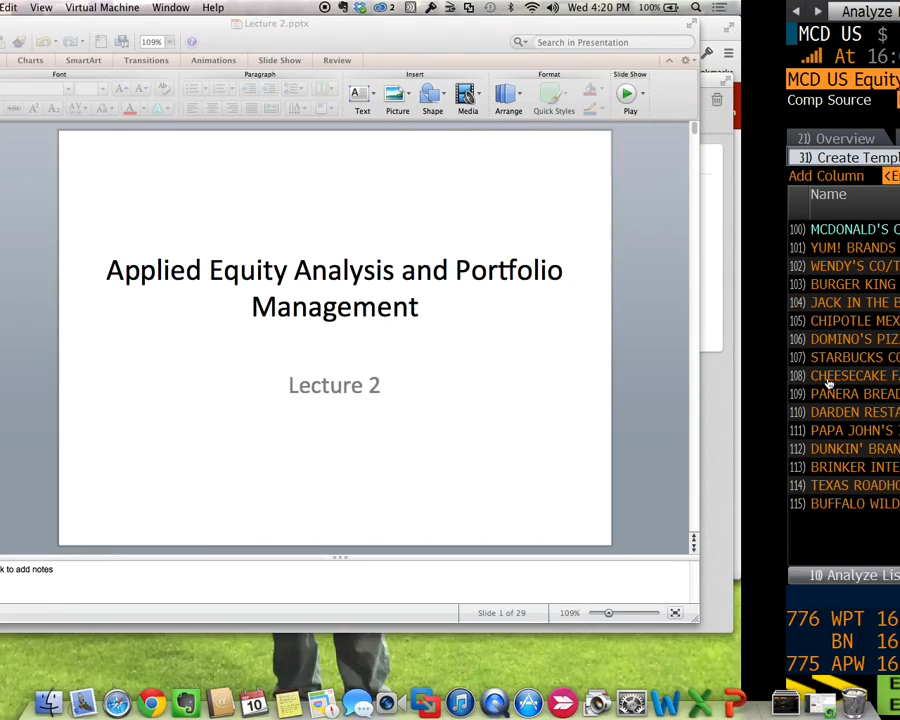 Edit View Virtual Machine Window Help
2 Wed 4:20 PM 100%
Lecture 2.pptx
109% Search in Presentation
Charts SmartArt Transitions Animations Slide Show Review
Font Paragraph Insert Format Slide Show
Text Picture Shape Media Arrange Quick Styles Play
Applied Equity Analysis and Portfolio
Management
Lecture 2
k to add notes
Slide 1 of 29 109%
Analyze
MCD US $
At 16:
MCD US Equity
Comp Source
21) Overview
31) Create Templ
Add Column
Name
100) MCDONALD'S
101) YUM! BRANDS
102) WENDY'S CO/T
103) BURGER KING
104) JACK IN THE B
105) CHIPOTLE MEX
106) DOMINO'S PIZ
107) STARBUCKS CO
108) CHEESECAKE F
109) PANERA BREAD
110) DARDEN RESTA
111) PAPA JOHN'S
112) DUNKIN' BRAN
113) BRINKER INTE
114) TEXAS ROADHO
115) BUFFALO WILD
10) Analyze Lis
776 WPT 16
BN 16
775 APW 16